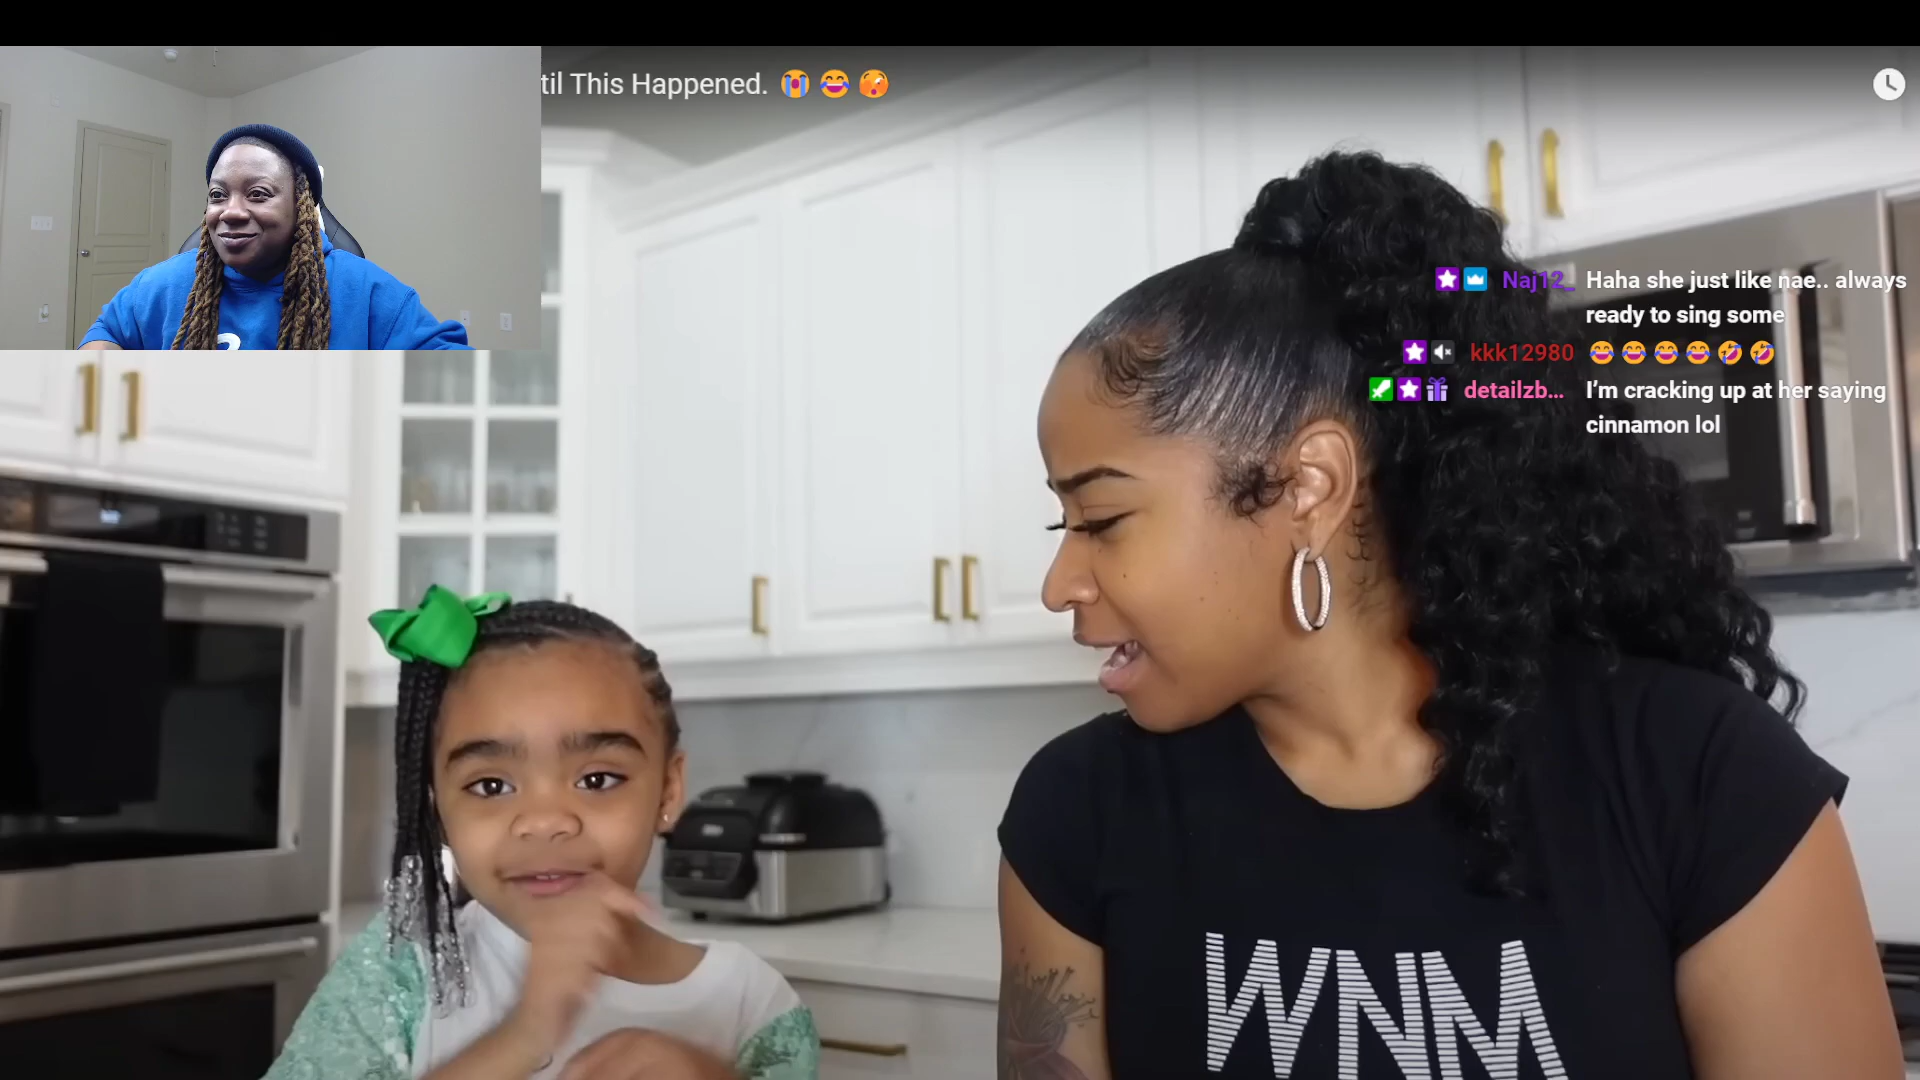 til This Happened. 😭 😂 🫣
Naj12_ Haha she just like nae.. always
ready to sing some
kkk12980 😂😂😂😂🤣🤣
detailzb... I'm cracking up at her saying
cinnamon lol
WNM